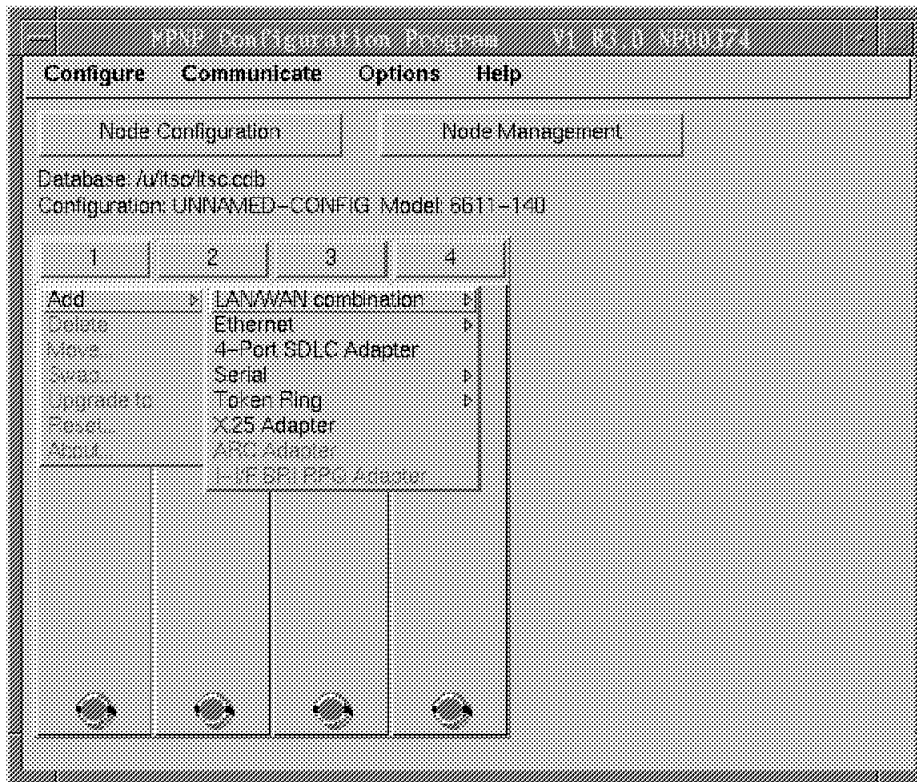 MPNP Configuration Program V1 R3.0 NP00374
Configure Communicate Options Help
Node Configuration Node Management
Database: /u/itsc/itsc.cdb
Configuration: UNNAMED-CONFIG Model: 6611-140
1 2 3 4
Add
Delete
Move...
Swap...
Upgrade to
Reset...
About...
LAN/WAN combination
Ethernet
4-Port SDLC Adapter
Serial
Token Ring
X.25 Adapter
Adapter
Adapter